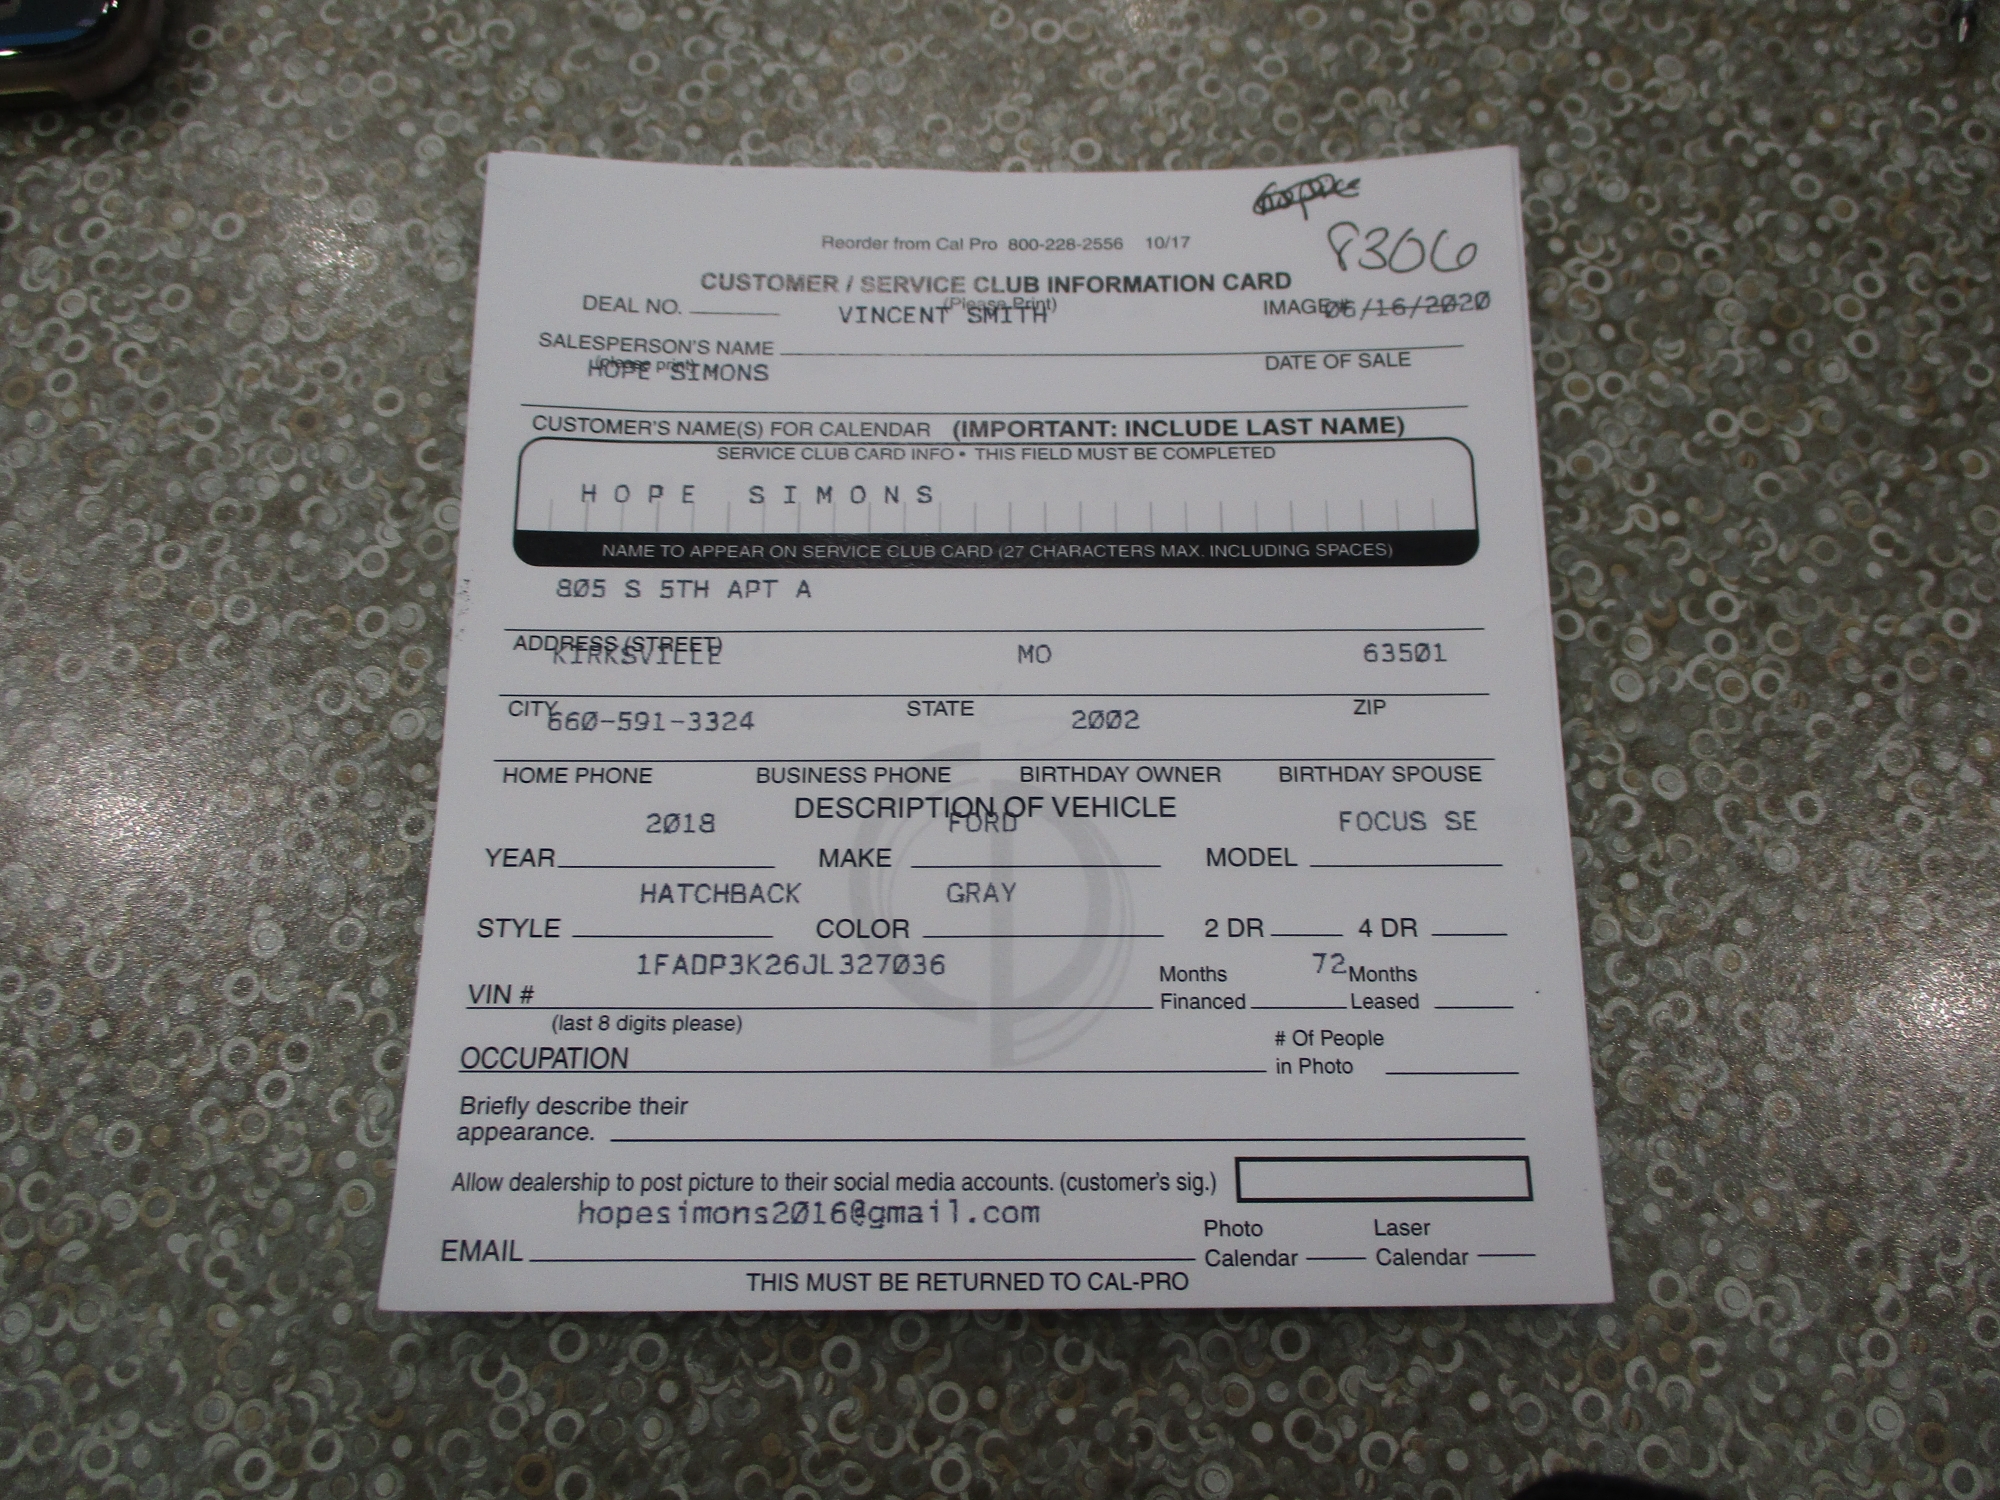 Reorder from Cal Pro 800-228-2556 10/17
8306
CUSTOMER / SERVICE CLUB INFORMATION CARD
(Please Print)
DEAL NO. VINCENT SMITH IMAGE# 06/16/2020
SALESPERSON'S NAME DATE OF SALE
(please print)
HOPE SIMONS
CUSTOMER'S NAME(S) FOR CALENDAR (IMPORTANT: INCLUDE LAST NAME)
SERVICE CLUB CARD INFO • THIS FIELD MUST BE COMPLETED
HOPE SIMONS
NAME TO APPEAR ON SERVICE CLUB CARD (27 CHARACTERS MAX. INCLUDING SPACES)
805 S 5TH APT A
ADDRESS (STREET)
KIRKSVILLE MO 63501
CITY STATE ZIP
660-591-3324 2002
HOME PHONE BUSINESS PHONE BIRTHDAY OWNER BIRTHDAY SPOUSE
DESCRIPTION OF VEHICLE
2018 FORD FOCUS SE
YEAR MAKE MODEL
HATCHBACK GRAY
STYLE COLOR 2 DR 4 DR
1FADP3K26JL327036 72
VIN # Months Financed Months Leased
(last 8 digits please)
OCCUPATION # Of People in Photo
Briefly describe their
appearance.
Allow dealership to post picture to their social media accounts. (customer's sig.)
hopesimons2016@gmail.com
EMAIL Photo Calendar Laser Calendar
THIS MUST BE RETURNED TO CAL-PRO